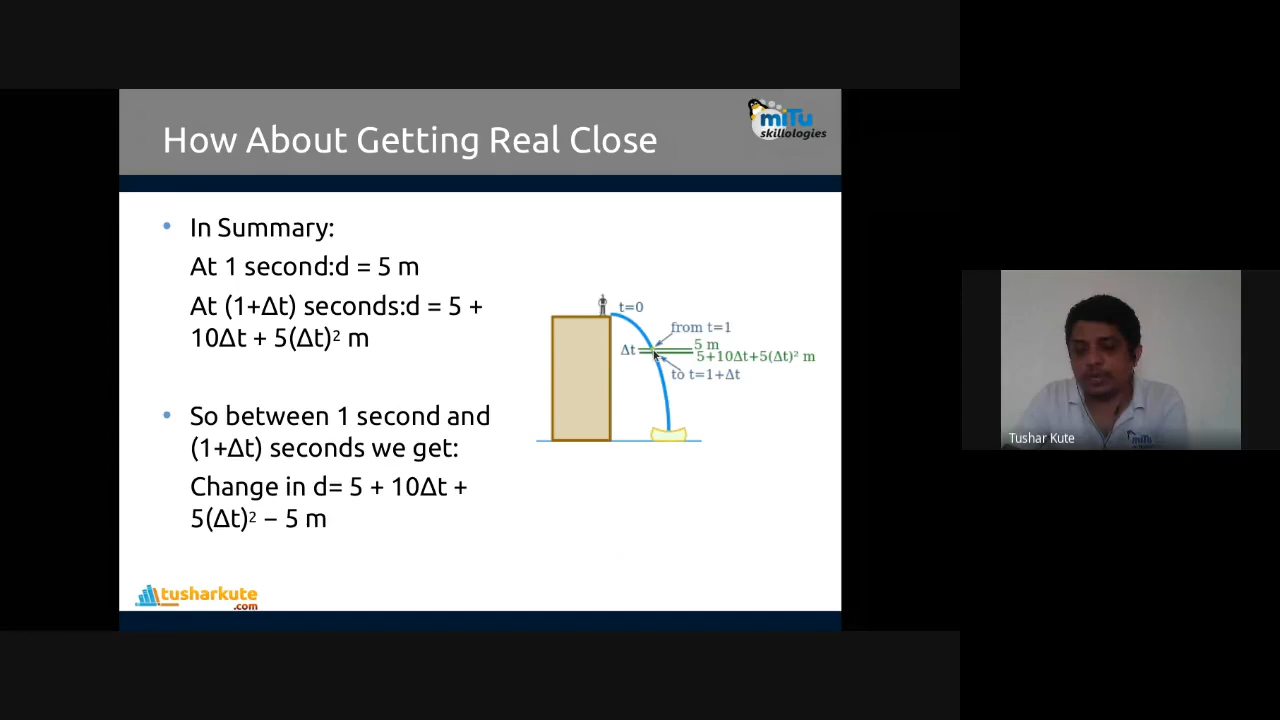 How About Getting Real Close
miTu
skillologies
• In Summary:
At 1 second:d = 5 m
At (1+Δt) seconds:d = 5 +
10Δt + 5(Δt)² m
• So between 1 second and
(1+Δt) seconds we get:
Change in d= 5 + 10Δt +
5(Δt)² − 5 m
t=0
from t=1
Δt
5 m
5+10Δt+5(Δt)² m
to t=1+Δt
tusharkute
.com
Tushar Kute
miTu